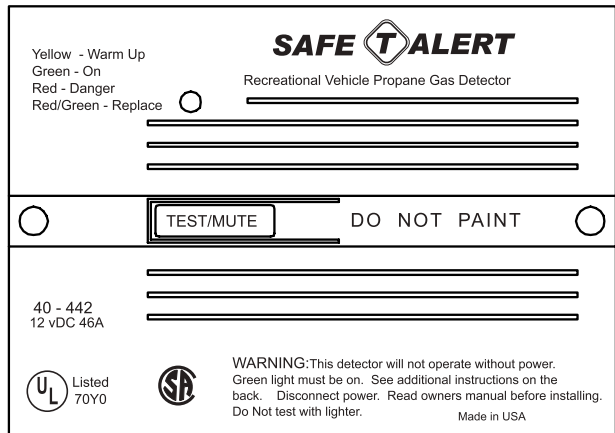 Yellow - Warm Up
Green - On
Red - Danger
Red/Green - Replace
SAFE T ALERT
Recreational Vehicle Propane Gas Detector
TEST/MUTE
DO NOT PAINT
40 - 442
12 vDC 46A
UL Listed
70Y0
SA
WARNING:This detector will not operate without power.
Green light must be on. See additional instructions on the
back. Disconnect power. Read owners manual before installing.
Do Not test with lighter.
Made in USA